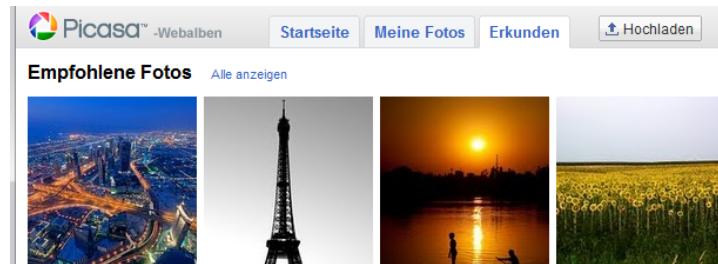 Picasa™ -Webalben
Startseite
Meine Fotos
Erkunden
Hochladen
Empfohlene Fotos Alle anzeigen